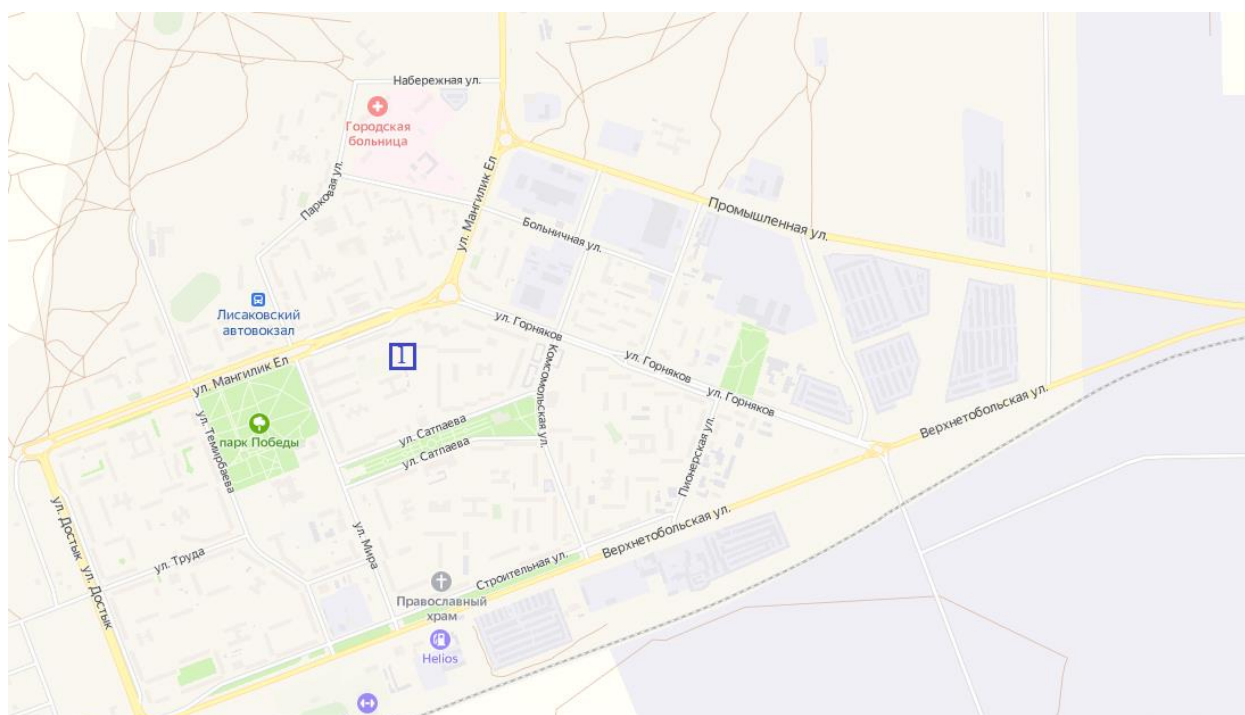 Набережная ул.
Городская
больница
Парковая ул.
ул. Мангилик Ел
Промышленная ул.
Больничная ул.
Лисаковский
автовокзал
ул. Горняков
1
ул. Мангилик Ел
Комсомольская ул.
ул. Горняков
ул. Горняков
Верхнетобольская ул.
парк Победы
ул. Темирбаева
ул. Сатпаева
ул. Сатпаева
Пионерская ул.
ул. Достык
ул. Достык
ул. Труда
ул. Мира
Верхнетобольская ул.
Строительная ул.
Православный
храм
Helios